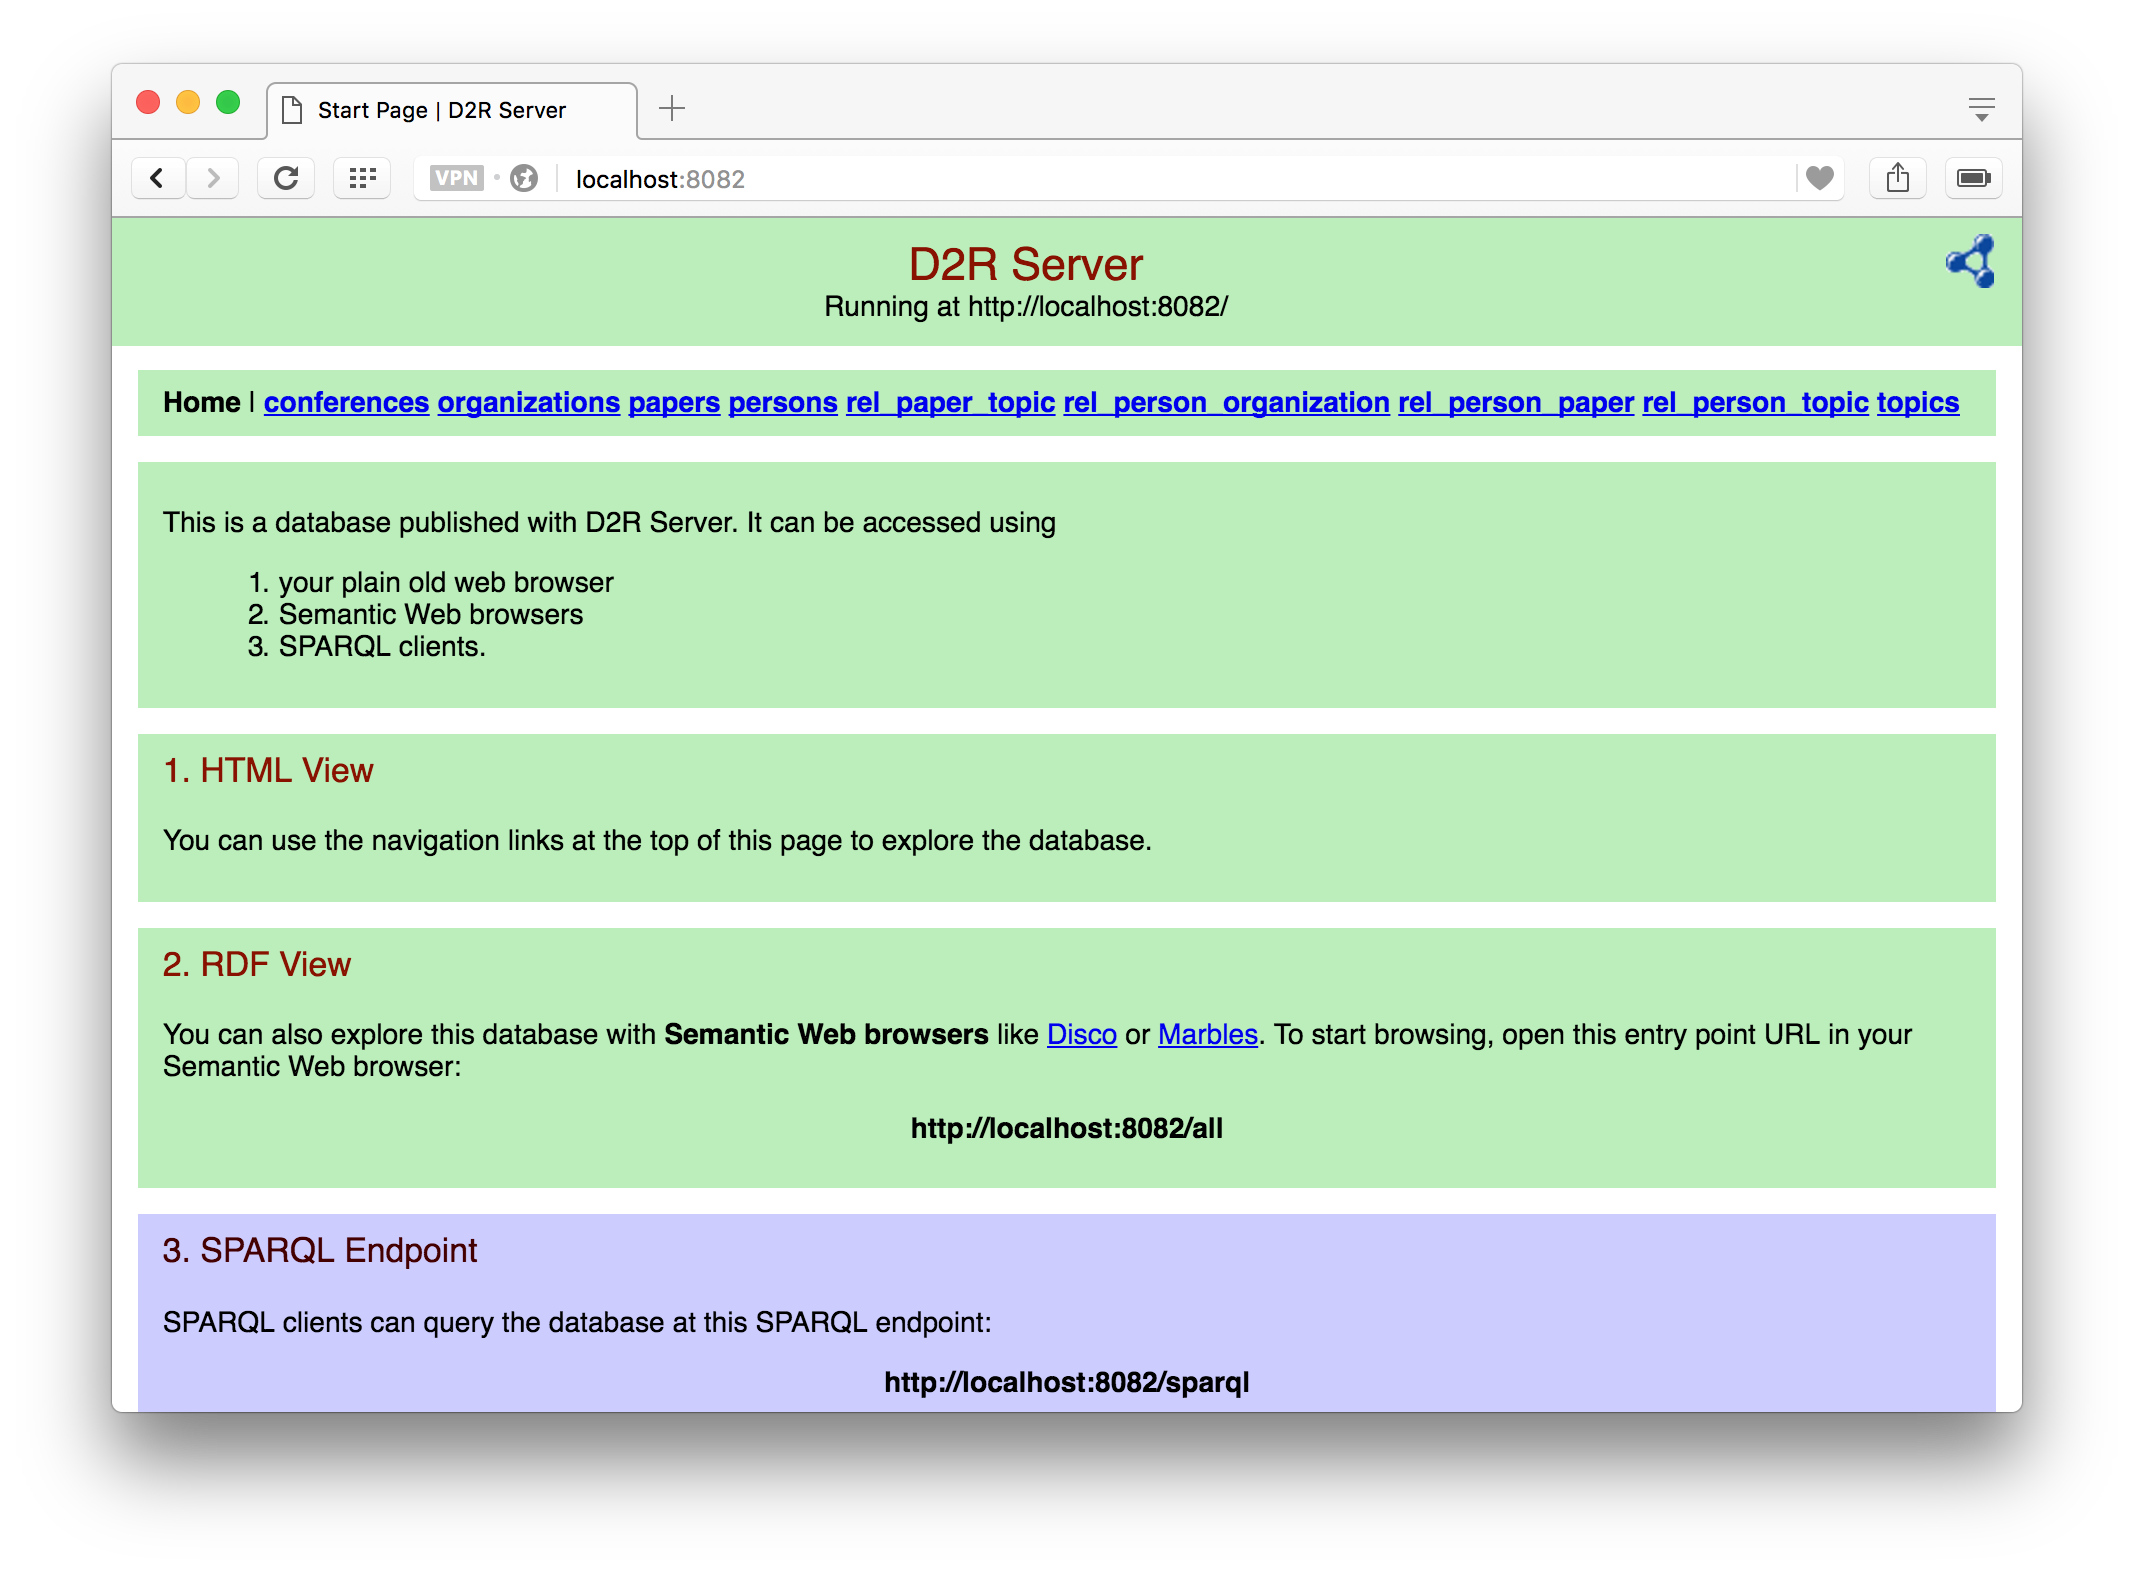 Start Page | D2R Server
VPN localhost:8082
D2R Server
Running at http://localhost:8082/
Home | conferences organizations papers persons rel_paper_topic rel_person_organization rel_person_paper rel_person_topic topics
This is a database published with D2R Server. It can be accessed using
1. your plain old web browser
2. Semantic Web browsers
3. SPARQL clients.
1. HTML View
You can use the navigation links at the top of this page to explore the database.
2. RDF View
You can also explore this database with Semantic Web browsers like Disco or Marbles. To start browsing, open this entry point URL in your
Semantic Web browser:
http://localhost:8082/all
3. SPARQL Endpoint
SPARQL clients can query the database at this SPARQL endpoint:
http://localhost:8082/sparql